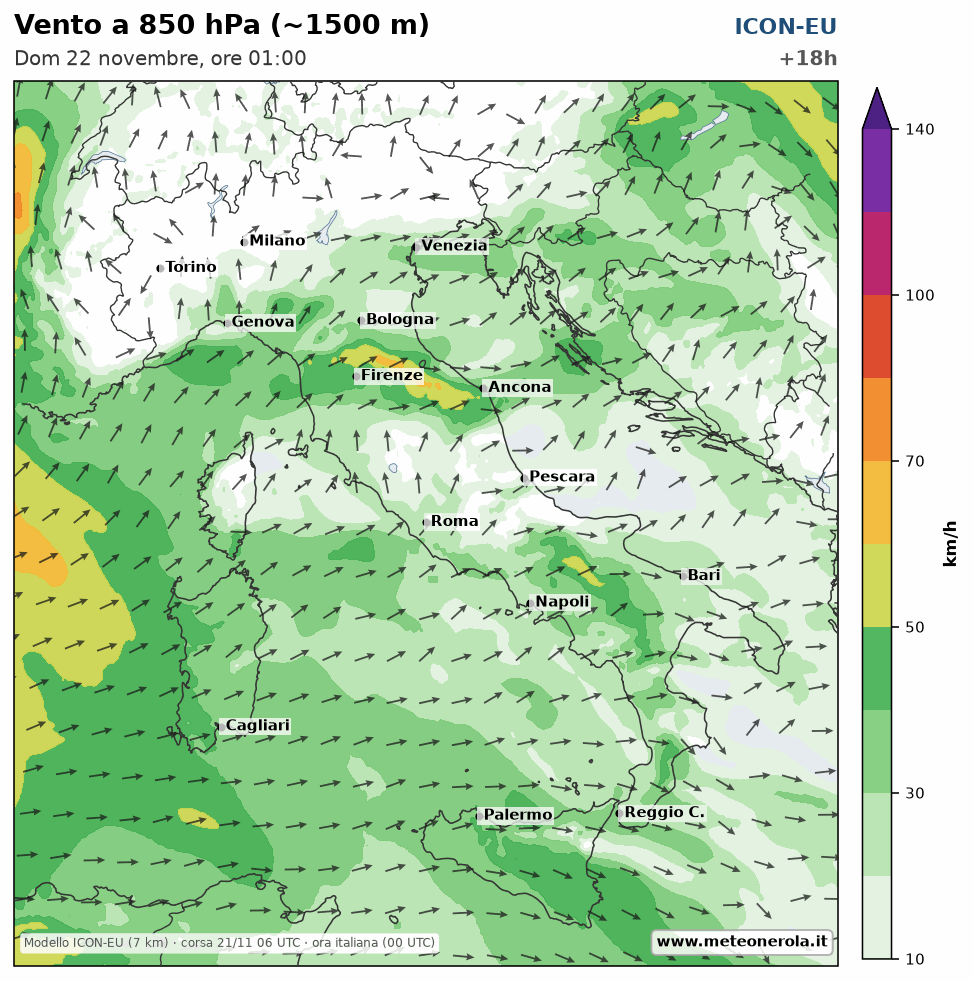 Vento a 850 hPa (~1500 m)
ICON-EU
Dom 22 novembre, ore 01:00
+18h
140
100
70
50
30
10
km/h
Milano
Venezia
Torino
Genova
Bologna
Firenze
Ancona
Pescara
Roma
Bari
Napoli
Cagliari
Palermo
Reggio C.
Modello ICON-EU (7 km) · corsa 21/11 06 UTC · ora italiana (00 UTC)
www.meteonerola.it